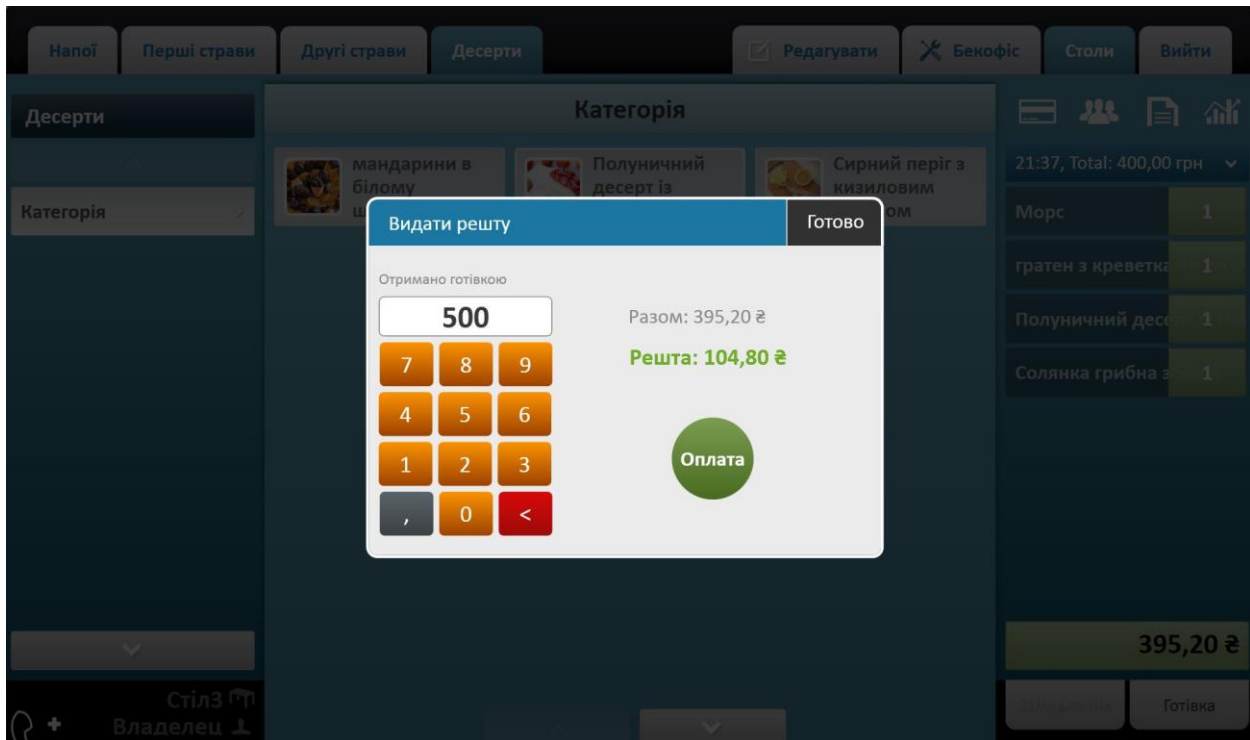 Напої
Перші страви
Другі страви
Десерти
Редагувати
Бекофіс
Столи
Вийти
Десерти
Категорія
Категорія
мандарини в
білому
Полуничний
десерт із
Сирний періг з
кизиловим
ом
21:37, Total: 400,00 грн
Морс 1
гратен з креветка 1
Полуничний десе 1
Солянка грибна з 1
Видати решту
Готово
Отримано готівкою
500
7 8 9
4 5 6
1 2 3
, 0 <
Разом: 395,20 ₴
Решта: 104,80 ₴
Оплата
395,20 ₴
Стіл3
Владелец
Готівка